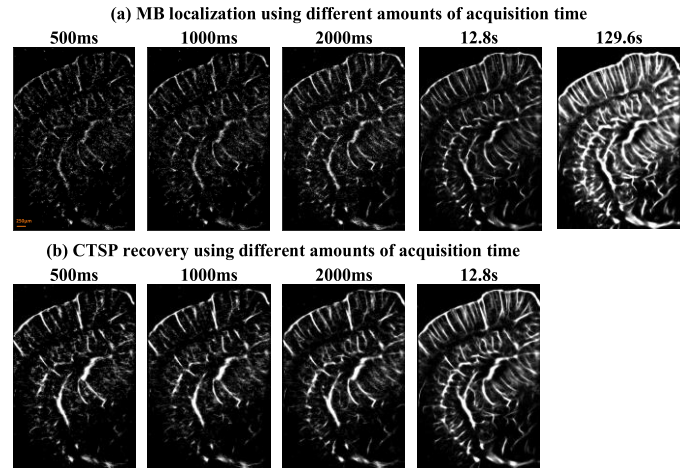 (a) MB localization using different amounts of acquisition time
500ms 1000ms 2000ms 12.8s 129.6s
250μm
(b) CTSP recovery using different amounts of acquisition time
500ms 1000ms 2000ms 12.8s